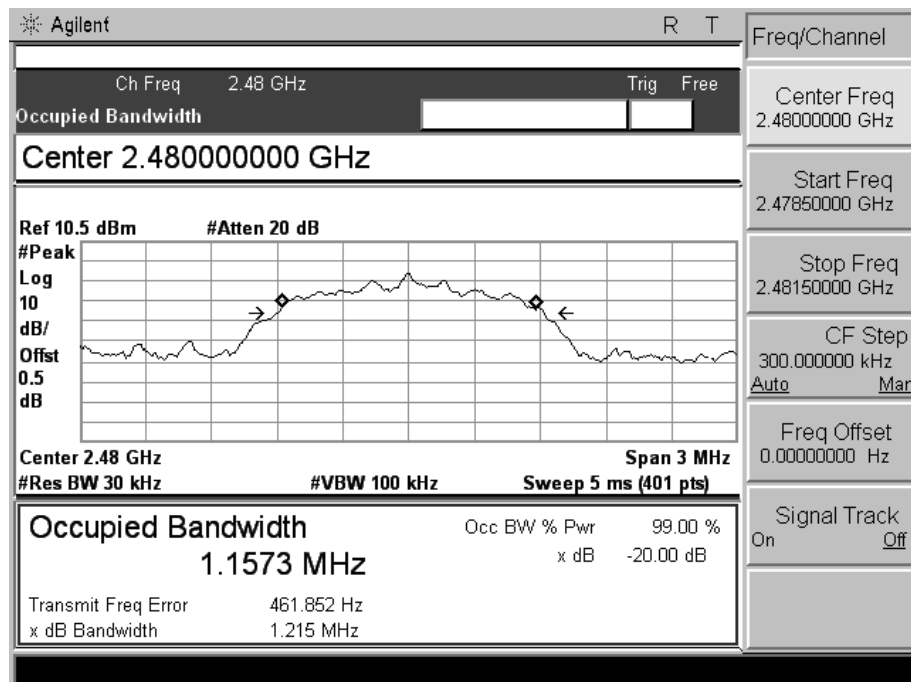 Agilent R T
Ch Freq 2.48 GHz Trig Free
Occupied Bandwidth
Center 2.480000000 GHz
Ref 10.5 dBm #Atten 20 dB
#Peak
Log
10
dB/
Offst
0.5
dB
Center 2.48 GHz Span 3 MHz
#Res BW 30 kHz #VBW 100 kHz Sweep 5 ms (401 pts)
Occupied Bandwidth Occ BW % Pwr 99.00 %
1.1573 MHz x dB -20.00 dB
Transmit Freq Error 461.852 Hz
x dB Bandwidth 1.215 MHz
Freq/Channel
Center Freq
2.48000000 GHz
Start Freq
2.47850000 GHz
Stop Freq
2.48150000 GHz
CF Step
300.000000 kHz
Auto Man
Freq Offset
0.00000000 Hz
Signal Track
On Off